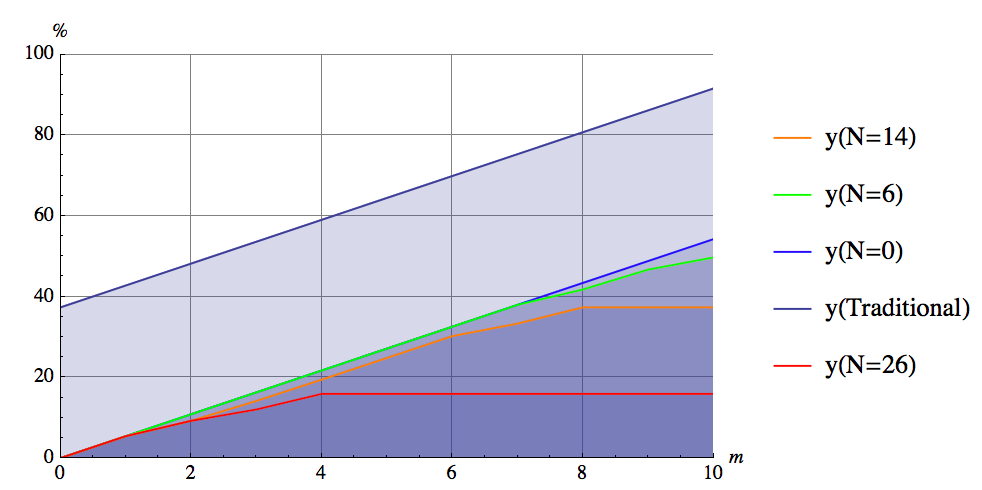 %
100
80
60
40
20
0
0 2 4 6 8 10 m
y(N=14)
y(N=6)
y(N=0)
y(Traditional)
y(N=26)